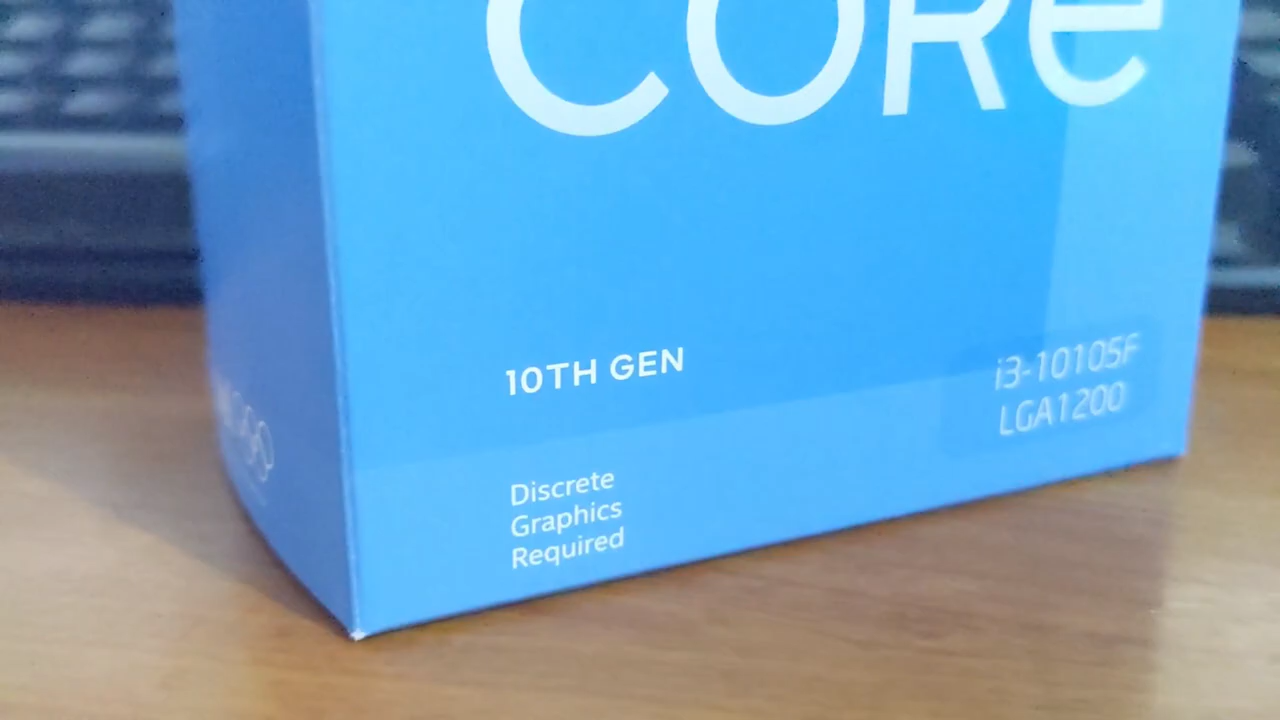 CORe
10TH GEN
i3-10105F
LGA1200
Discrete
Graphics
Required